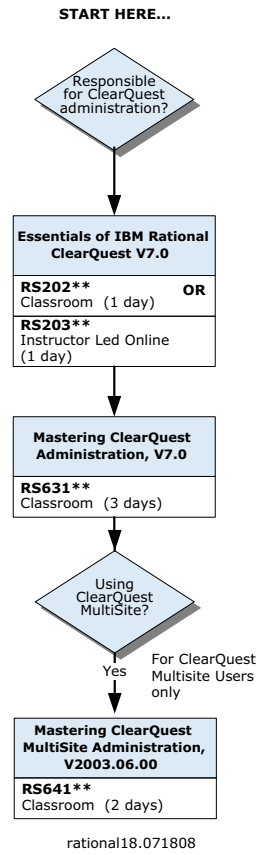 START HERE...
Responsible
for ClearQuest
administration?
Essentials of IBM Rational
ClearQuest V7.0
RS202**
Classroom (1 day) OR
RS203**
Instructor Led Online
(1 day)
Mastering ClearQuest
Administration, V7.0
RS631**
Classroom (3 days)
Using
ClearQuest
MultiSite?
Yes
For ClearQuest
Multisite Users
only
Mastering ClearQuest
MultiSite Administration,
V2003.06.00
RS641**
Classroom (2 days)
rational18.071808